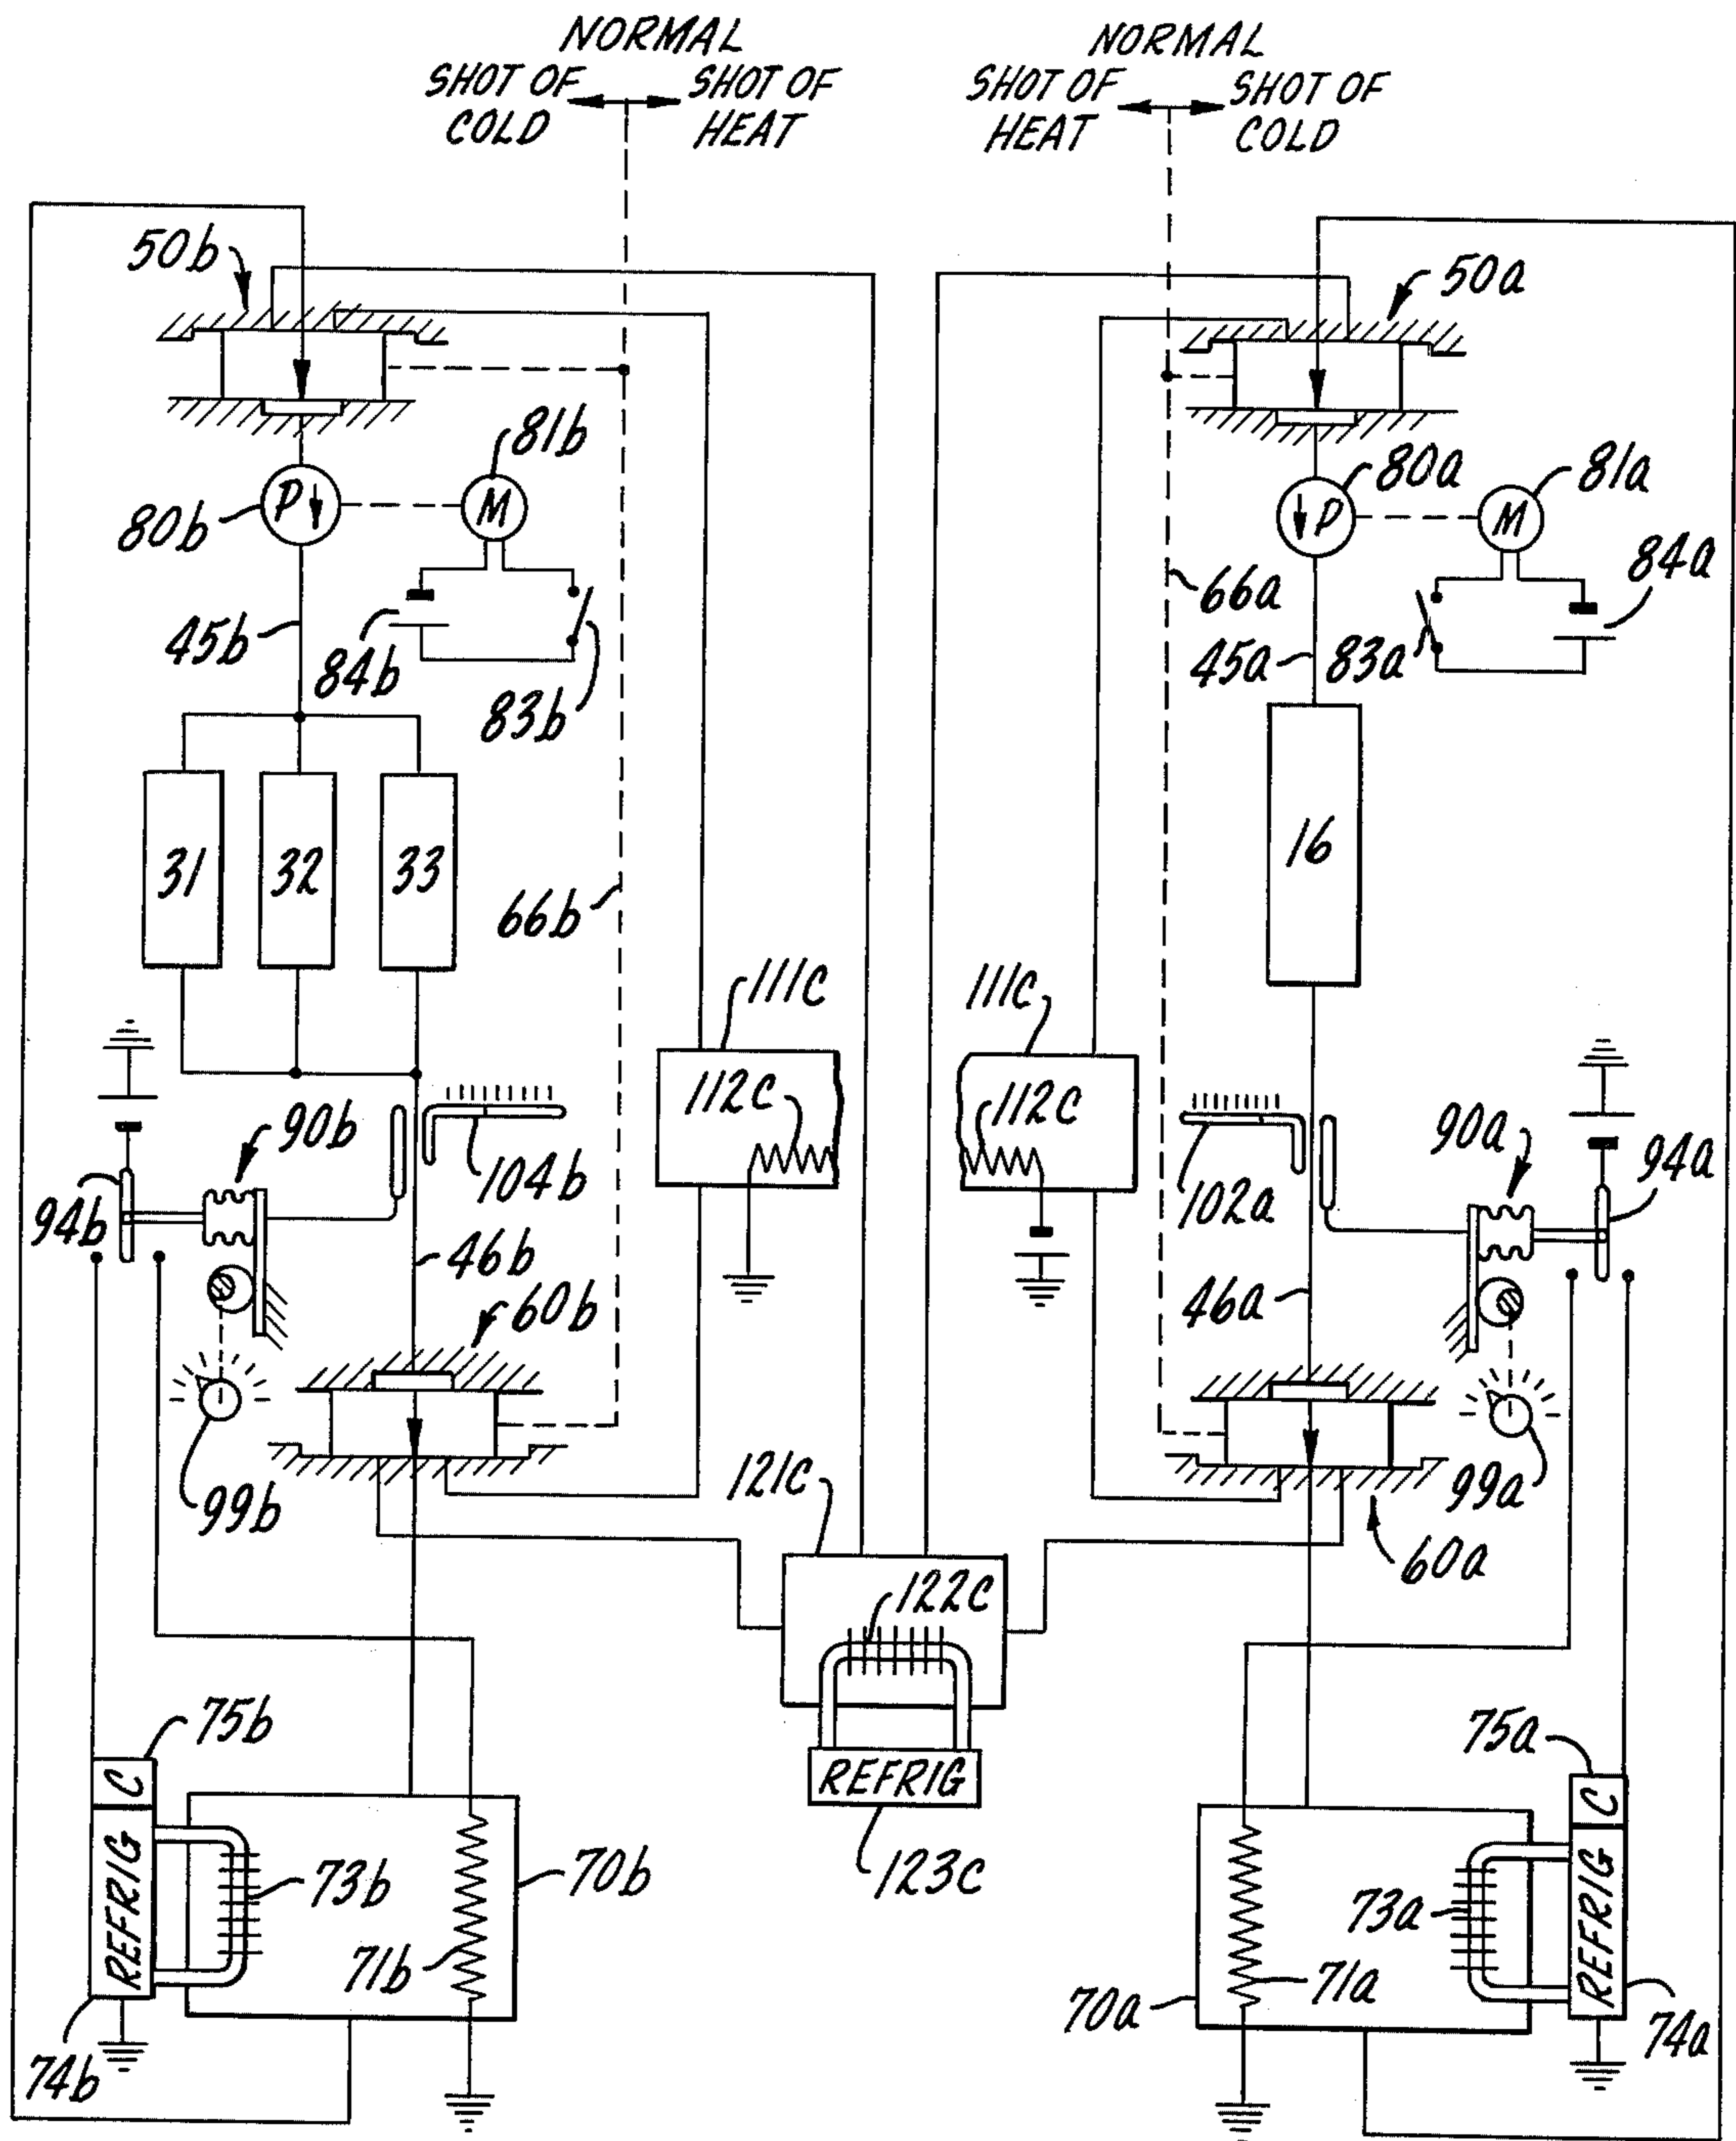 NORMAL
SHOT OF COLD
SHOT OF HEAT
NORMAL
SHOT OF HEAT
SHOT OF COLD
50b
50a
81b
80a
81a
P
M
P
M
80b
84a
66a
45b
84b
45a
83a
83b
31
32
33
16
66b
111c
111c
112c
112c
90b
90a
104b
94b
102a
94a
46b
46a
60b
99b
121c
99a
60a
122c
75b
75a
C
C
REFRIG
REFRIG
REFRIG
73b
70b
123c
73a
71b
71a
70a
74b
74a